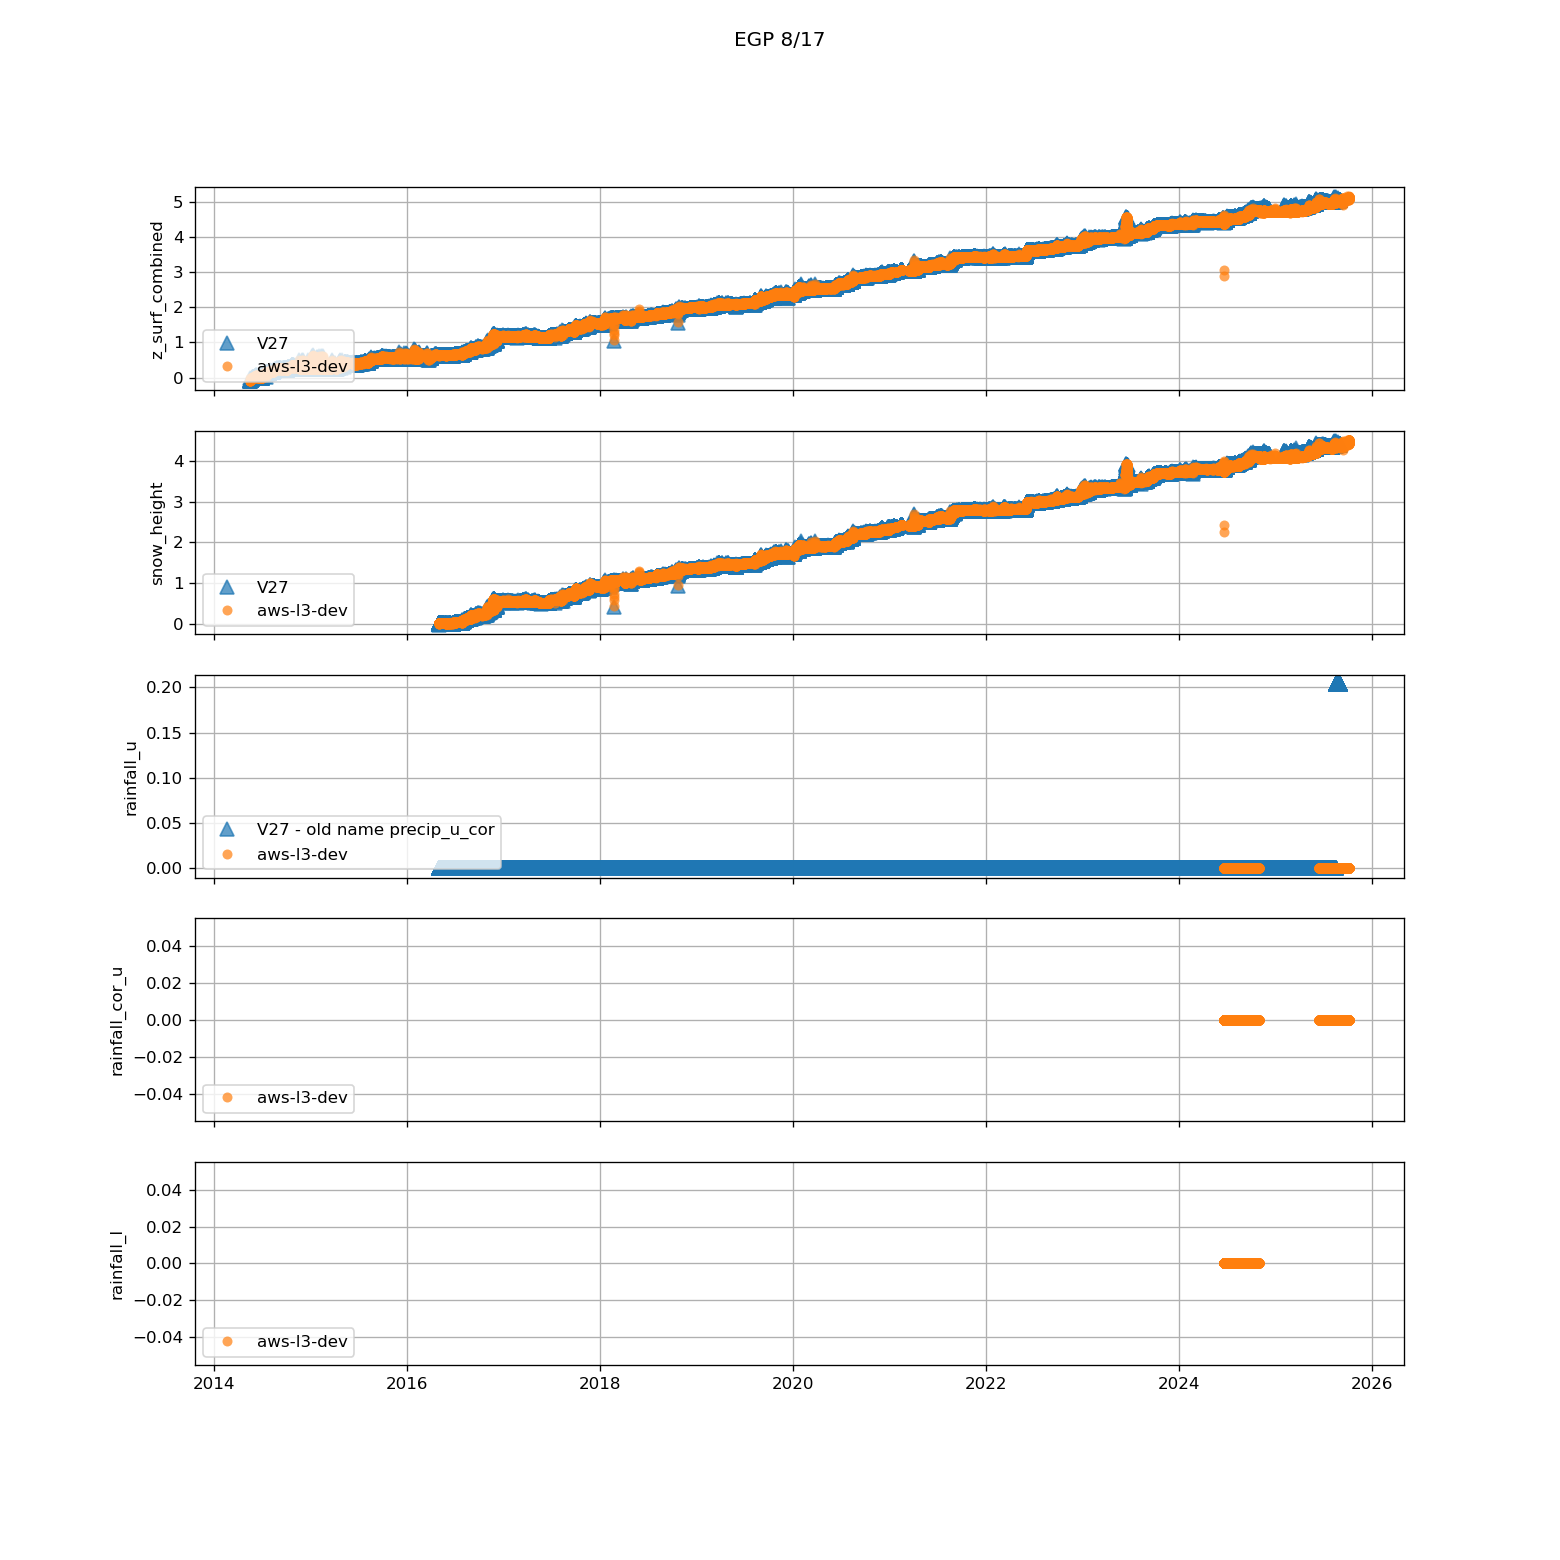 EGP 8/17
5
4
3
2
1
0
z_surf_combined
V27
aws-l3-dev
4
3
2
1
0
snow_height
V27
aws-l3-dev
0.20
0.15
0.10
0.05
0.00
rainfall_u
V27 - old name precip_u_cor
aws-l3-dev
0.04
0.02
0.00
−0.02
−0.04
rainfall_cor_u
aws-l3-dev
0.04
0.02
0.00
−0.02
−0.04
rainfall_l
aws-l3-dev
2014 2016 2018 2020 2022 2024 2026